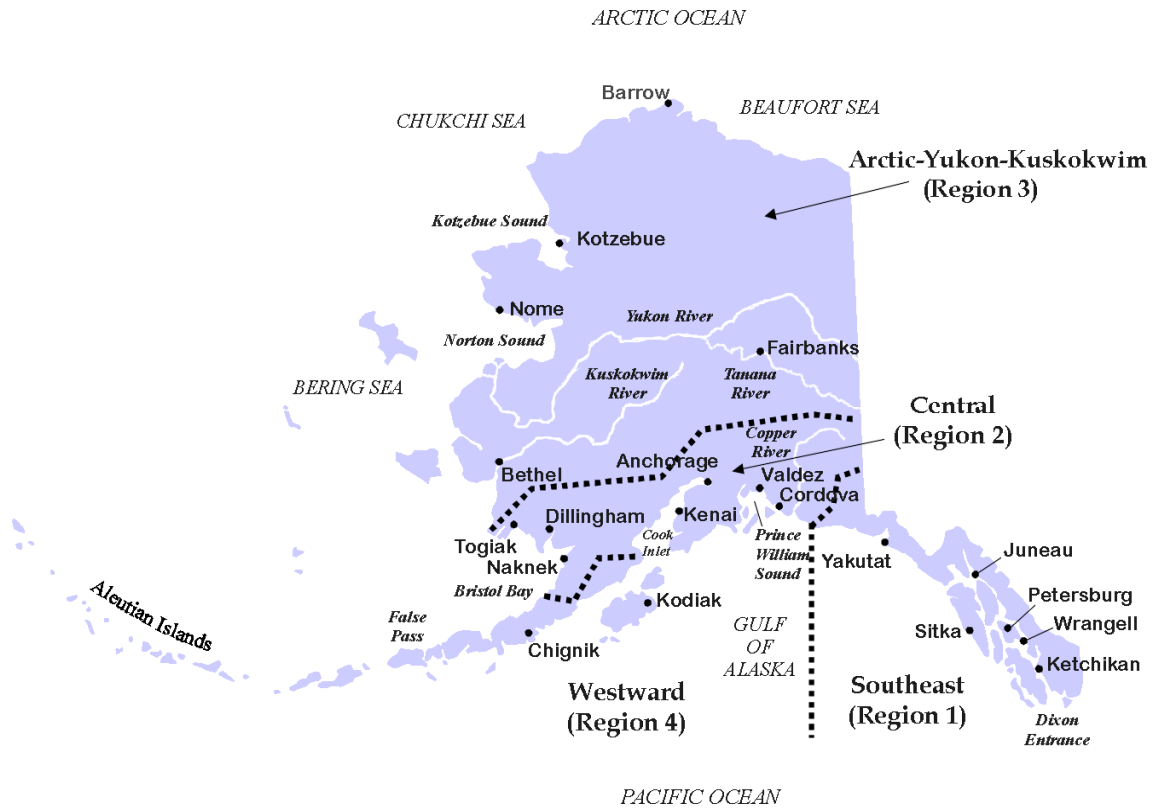 ARCTIC OCEAN
Barrow
BEAUFORT SEA
CHUKCHI SEA
Arctic-Yukon-Kuskokwim
(Region 3)
Kotzebue Sound
Kotzebue
Nome
Yukon River
Norton Sound
Fairbanks
BERING SEA
Kuskokwim
River
Tanana
River
Central
(Region 2)
Copper
River
Anchorage
Bethel
Valdez
Cordova
Dillingham
Kenai
Togiak
Cook
Inlet
Prince
William
Sound
Naknek
Yakutat
Juneau
Bristol Bay
Petersburg
Kodiak
Aleutian Islands
False
Pass
Sitka
Wrangell
Chignik
GULF
OF
ALASKA
Ketchikan
Westward
(Region 4)
Southeast
(Region 1)
Dixon
Entrance
PACIFIC OCEAN